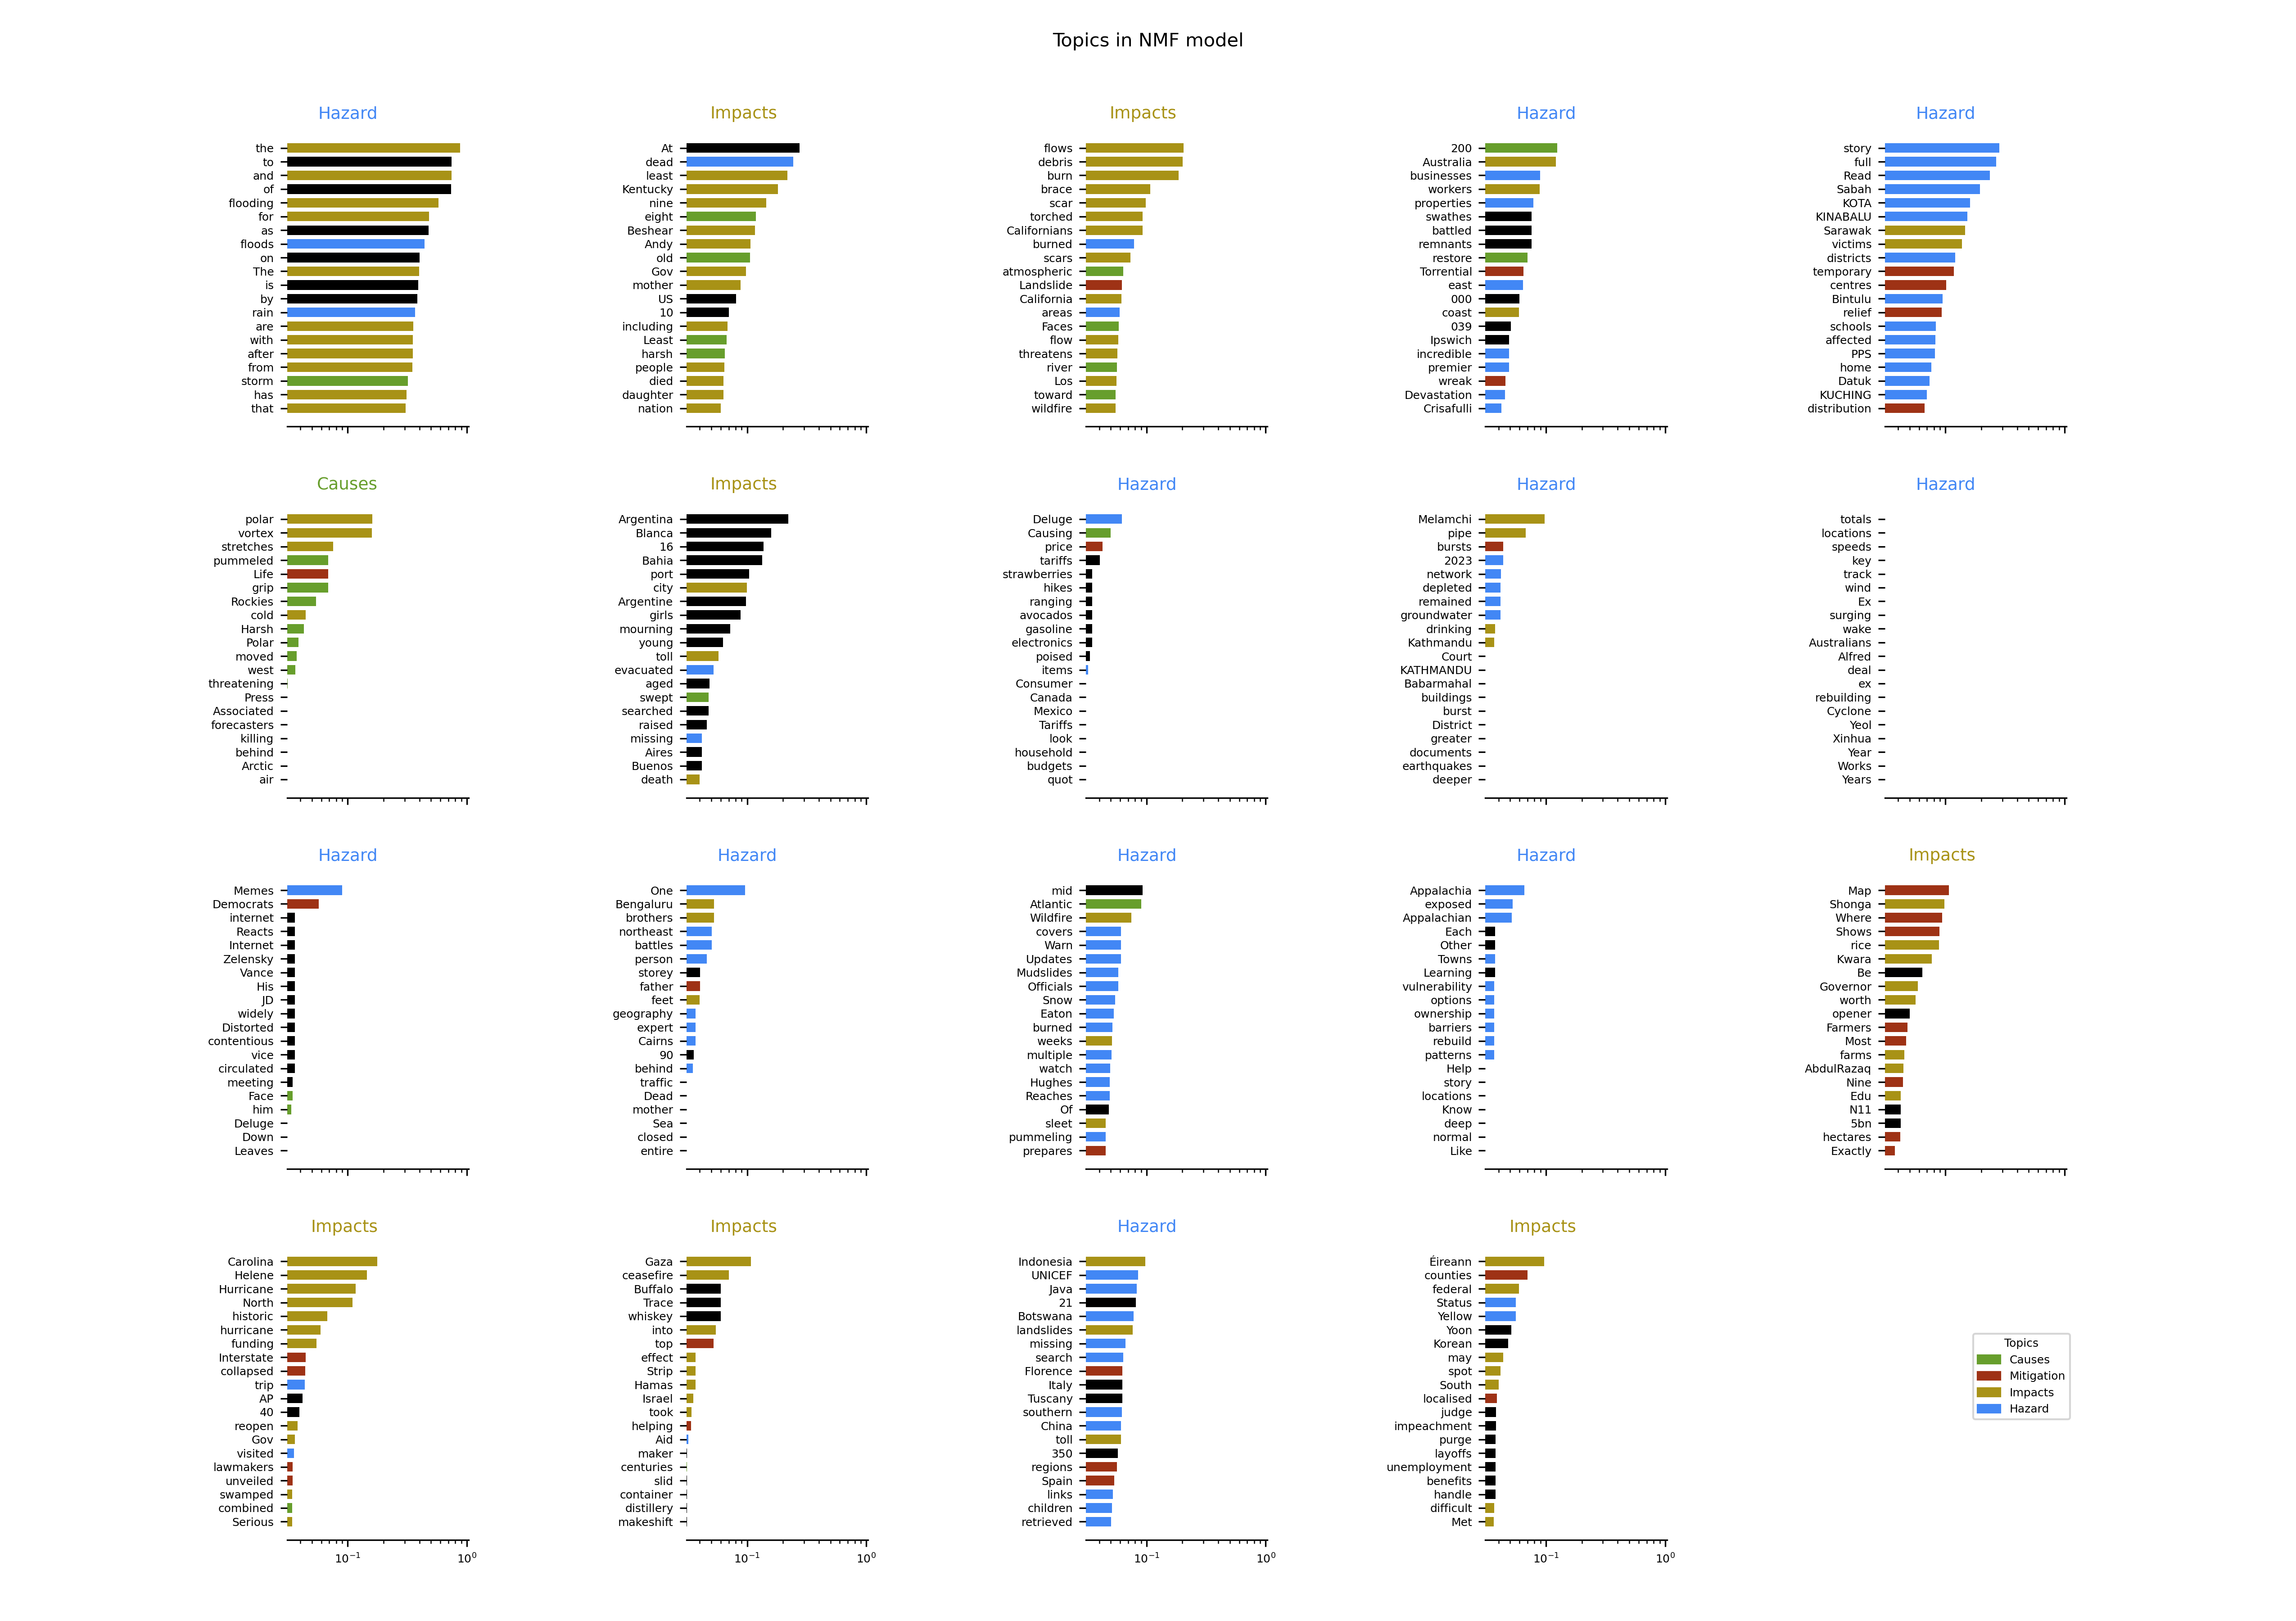 Topics in NMF model
Hazard
the
to
and
of
flooding
for
as
floods
on
The
is
by
rain
are
with
after
from
storm
has
that
Impacts
At
dead
least
Kentucky
nine
eight
Beshear
Andy
old
Gov
mother
US
10
including
Least
harsh
people
died
daughter
nation
Impacts
flows
debris
burn
brace
scar
torched
Californians
burned
scars
atmospheric
Landslide
California
areas
Faces
flow
threatens
river
Los
toward
wildfire
Hazard
200
Australia
businesses
workers
properties
swathes
battled
remnants
restore
Torrential
east
000
coast
039
Ipswich
incredible
premier
wreak
Devastation
Crisafulli
Hazard
story
full
Read
Sabah
KOTA
KINABALU
Sarawak
victims
districts
temporary
centres
Bintulu
relief
schools
affected
PPS
home
Datuk
KUCHING
distribution
Causes
polar
vortex
stretches
pummeled
Life
grip
Rockies
cold
Harsh
Polar
moved
west
threatening
Press
Associated
forecasters
killing
behind
Arctic
air
Impacts
Argentina
Blanca
16
Bahia
port
city
Argentine
girls
mourning
young
toll
evacuated
aged
swept
searched
raised
missing
Aires
Buenos
death
Hazard
Deluge
Causing
price
tariffs
strawberries
hikes
ranging
avocados
gasoline
electronics
poised
items
Consumer
Canada
Mexico
Tariffs
look
household
budgets
quot
Hazard
Melamchi
pipe
bursts
2023
network
depleted
remained
groundwater
drinking
Kathmandu
Court
KATHMANDU
Babarmahal
buildings
burst
District
greater
documents
earthquakes
deeper
Hazard
totals
locations
speeds
key
track
wind
Ex
surging
wake
Australians
Alfred
deal
ex
rebuilding
Cyclone
Yeol
Xinhua
Year
Works
Years
Hazard
Memes
Democrats
internet
Reacts
Internet
Zelensky
Vance
His
JD
widely
Distorted
contentious
vice
circulated
meeting
Face
him
Deluge
Down
Leaves
Hazard
One
Bengaluru
brothers
northeast
battles
person
storey
father
feet
geography
expert
Cairns
90
behind
traffic
Dead
mother
Sea
closed
entire
Hazard
mid
Atlantic
Wildfire
covers
Warn
Updates
Mudslides
Officials
Snow
Eaton
burned
weeks
multiple
watch
Hughes
Reaches
Of
sleet
pummeling
prepares
Hazard
Appalachia
exposed
Appalachian
Each
Other
Towns
Learning
vulnerability
options
ownership
barriers
rebuild
patterns
Help
story
locations
Know
deep
normal
Like
Impacts
Map
Shonga
Where
Shows
rice
Kwara
Be
Governor
worth
opener
Farmers
Most
farms
AbdulRazaq
Nine
Edu
N11
5bn
hectares
Exactly
Impacts
Carolina
Helene
Hurricane
North
historic
hurricane
funding
Interstate
collapsed
trip
AP
40
reopen
Gov
visited
lawmakers
unveiled
swamped
combined
Serious
10⁻¹ 10⁰
Impacts
Gaza
ceasefire
Buffalo
Trace
whiskey
into
top
effect
Strip
Hamas
Israel
took
helping
Aid
maker
centuries
slid
container
distillery
makeshift
10⁻¹ 10⁰
Hazard
Indonesia
UNICEF
Java
21
Botswana
landslides
missing
search
Florence
Italy
Tuscany
southern
China
toll
350
regions
Spain
links
children
retrieved
10⁻¹ 10⁰
Impacts
Éireann
counties
federal
Status
Yellow
Yoon
Korean
may
spot
South
localised
judge
impeachment
purge
layoffs
unemployment
benefits
handle
difficult
Met
10⁻¹ 10⁰
Topics
Causes
Mitigation
Impacts
Hazard